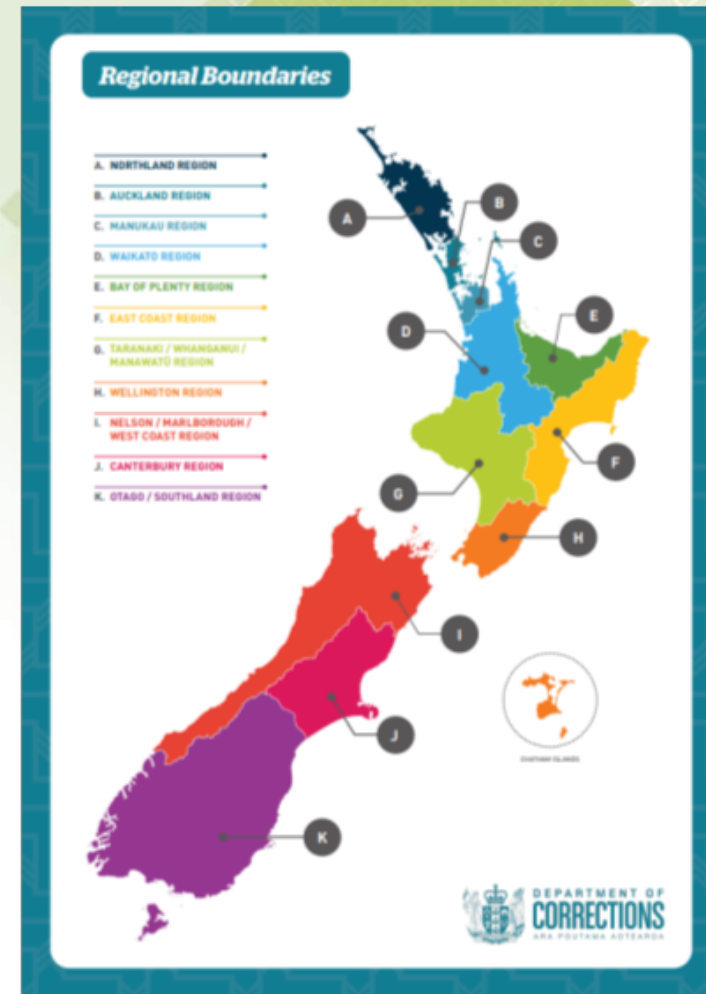 Regional Boundaries
A. NORTHLAND REGION
B. AUCKLAND REGION
C. MANUKAU REGION
D. WAIKATO REGION
E. BAY OF PLENTY REGION
F. EAST COAST REGION
G. TARANAKI / WHANGANUI /
MANAWATŪ REGION
H. WELLINGTON REGION
I. NELSON / MARLBOROUGH /
WEST COAST REGION
J. CANTERBURY REGION
K. OTAGO / SOUTHLAND REGION
A
B
C
D
E
F
G
H
I
J
K
CHATHAM ISLANDS
DEPARTMENT OF
CORRECTIONS
ARA POUTAMA AOTEAROA